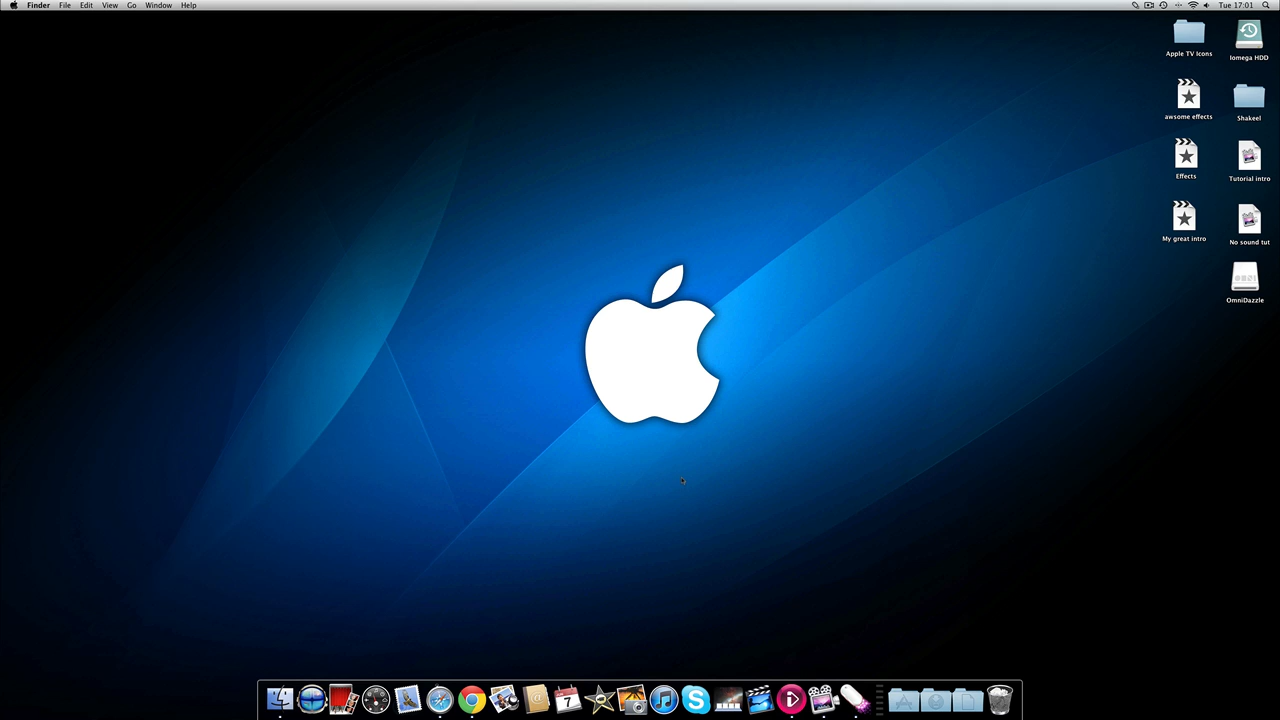 Finder File Edit View Go Window Help Tue 17:01
Apple TV Icons
Iomega HDD
awsome effects
Shakeel
Effects
Tutorial intro
My great intro
No sound tut
OmniDazzle
7